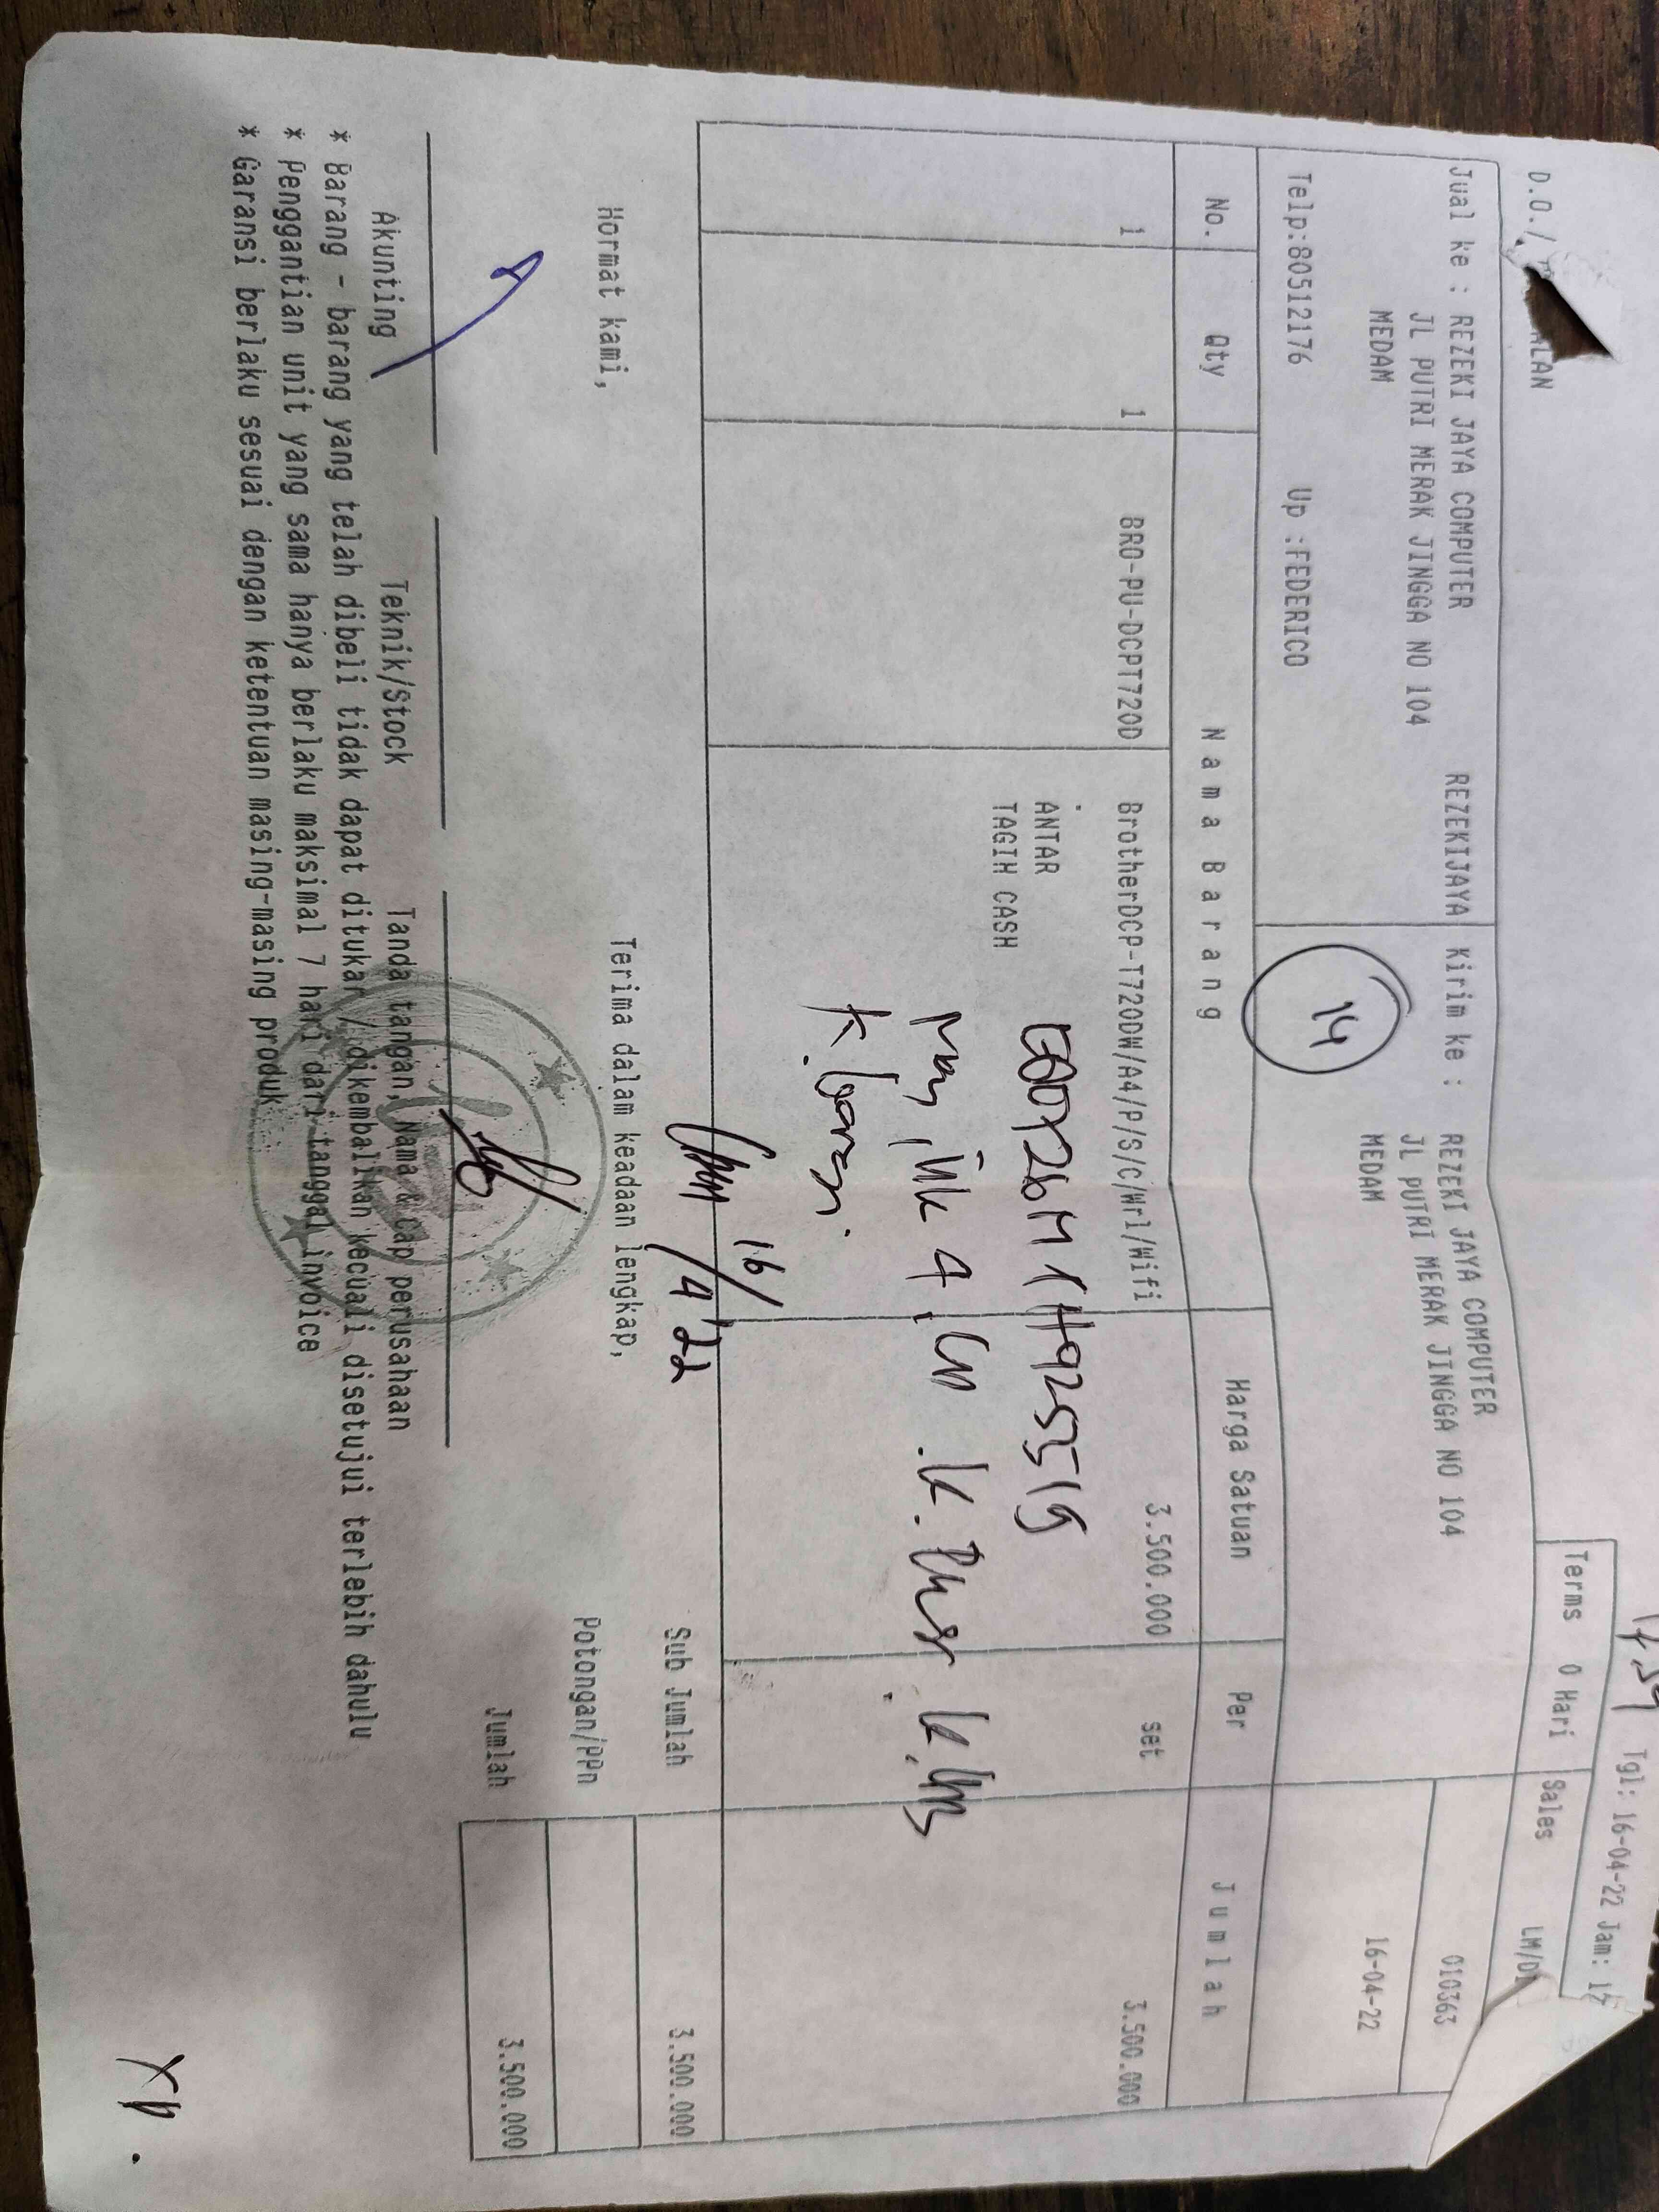 Tgl: 16-04-22 Jam: 17
D.O./ ALAN
Terms 0 Hari Sales LM/DI
Jual ke : REZEKI JAYA COMPUTER REZEKIJAYA Kirim ke : REZEKI JAYA COMPUTER 010363
JL PUTRI MERAK JINGGA NO 104 JL PUTRI MERAK JINGGA NO 104
MEDAM MEDAM 16-04-22
Telp:80512176 Up :FEDERICO 14
No. Qty Nama Barang Harga Satuan Per Jumlah
1 1 BRO-PU-DCPT720D BrotherDCP-T720DW/A4/P/S/C/Wrl/Wifi 3.500.000 set 3.500.000
ANTAR
TAGIH CASH
16/4'22
Sub Jumlah 3.500.000
Hormat kami, Terima dalam keadaan lengkap,
Potongan/PPn
Jumlah 3.500.000
Akunting Teknik/Stock Tanda tangan, Nama & Cap perusahaan
* Barang - barang yang telah dibeli tidak dapat ditukar / dikembalikan kecuali disetujui terlebih dahulu
* Penggantian unit yang sama hanya berlaku maksimal 7 hari dari tanggal invoice
* Garansi berlaku sesuai dengan ketentuan masing-masing produk